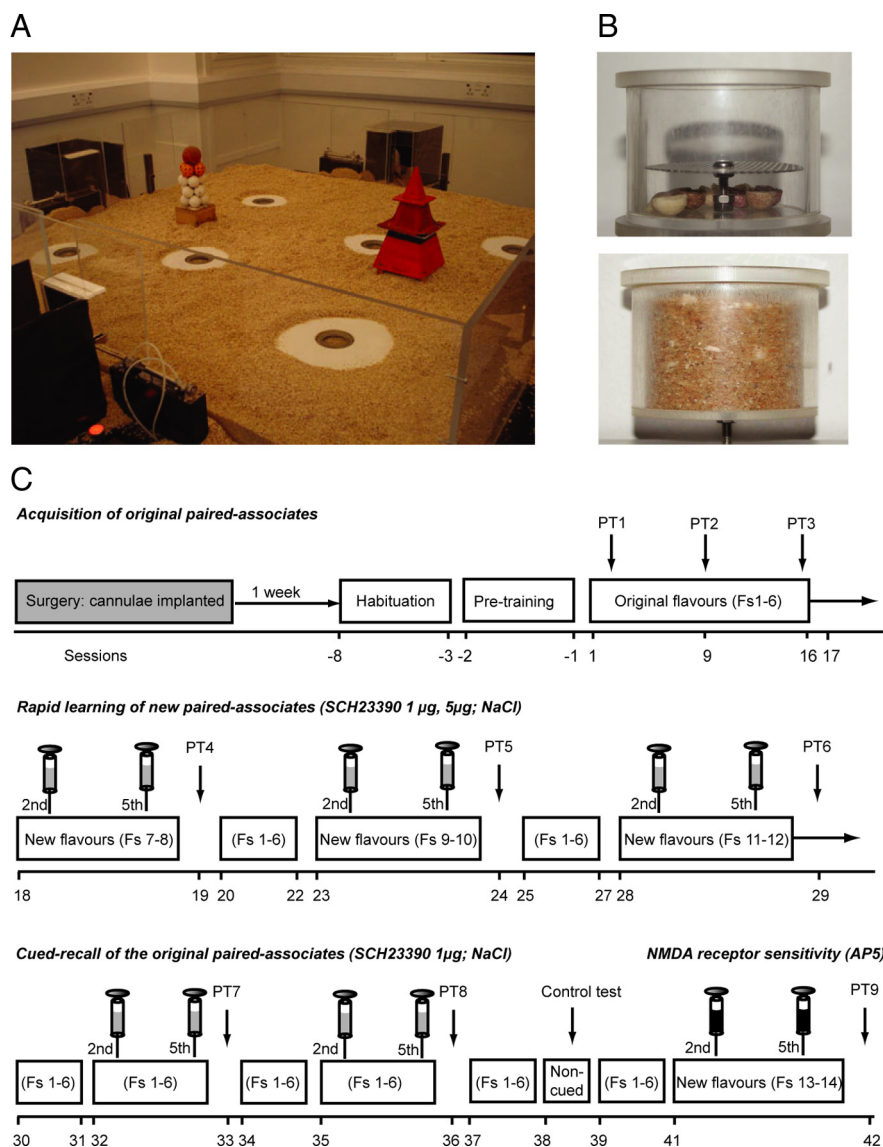 A
B
C
Acquisition of original paired-associates
PT1 PT2 PT3
Surgery: cannulae implanted 1 week Habituation Pre-training Original flavours (Fs1-6)
Sessions -8 -3 -2 -1 1 9 16 17
Rapid learning of new paired-associates (SCH23390 1 µg, 5µg; NaCl)
PT4 PT5 PT6
2nd 5th 2nd 5th 2nd 5th
New flavours (Fs 7-8) (Fs 1-6) New flavours (Fs 9-10) (Fs 1-6) New flavours (Fs 11-12)
18 19 20 22 23 24 25 27 28 29
Cued-recall of the original paired-associates (SCH23390 1µg; NaCl) NMDA receptor sensitivity (AP5)
PT7 PT8 Control test PT9
2nd 5th 2nd 5th 2nd 5th
(Fs 1-6) (Fs 1-6) (Fs 1-6) (Fs 1-6) (Fs 1-6) Non-
cued (Fs 1-6) New flavours (Fs 13-14)
30 31 32 33 34 35 36 37 38 39 41 42